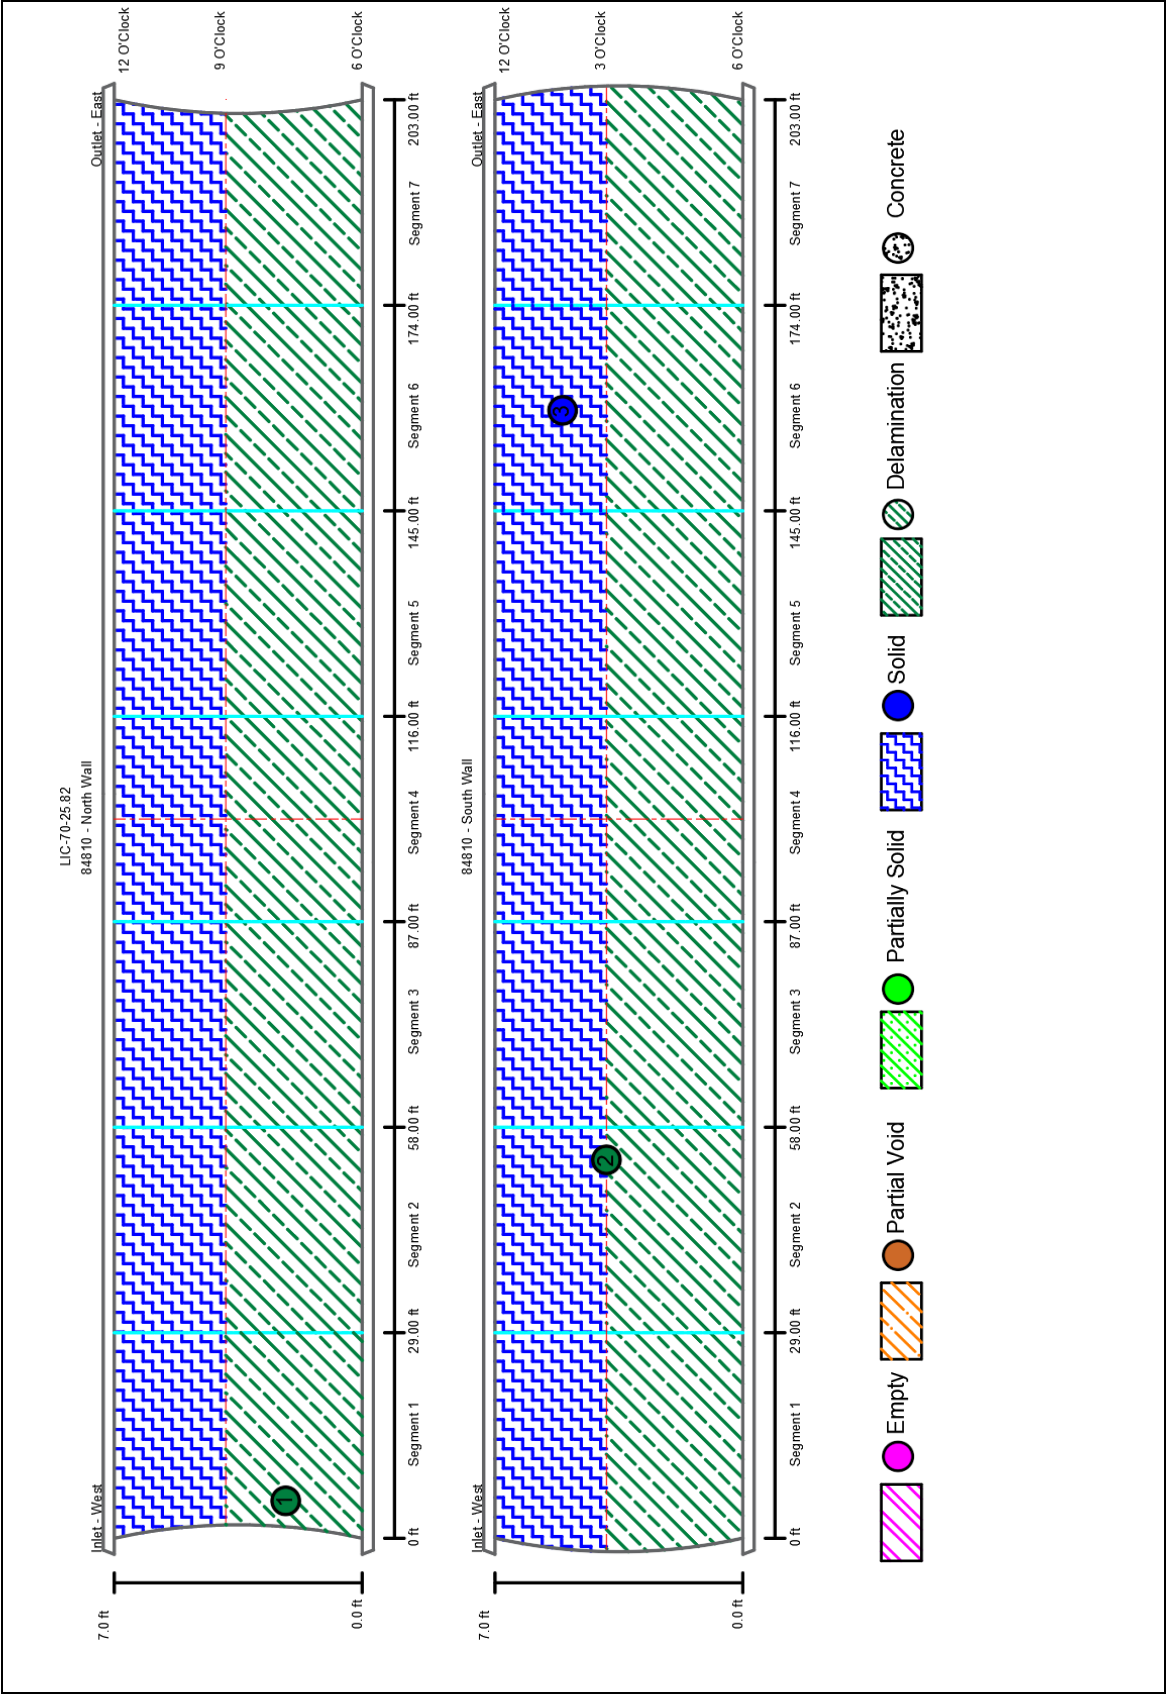 LIC-70-25.82
84810 - North Wall
Inlet - West
Outlet - East
7.0 ft
0.0 ft
12 O'Clock
9 O'Clock
6 O'Clock
1
0 ft
Segment 1
29.00 ft
Segment 2
58.00 ft
Segment 3
87.00 ft
Segment 4
116.00 ft
Segment 5
145.00 ft
Segment 6
174.00 ft
Segment 7
203.00 ft
84810 - South Wall
Inlet - West
Outlet - East
7.0 ft
0.0 ft
12 O'Clock
3 O'Clock
6 O'Clock
2
3
0 ft
Segment 1
29.00 ft
Segment 2
58.00 ft
Segment 3
87.00 ft
Segment 4
116.00 ft
Segment 5
145.00 ft
Segment 6
174.00 ft
Segment 7
203.00 ft
Empty
Partial Void
Partially Solid
Solid
Delamination
Concrete